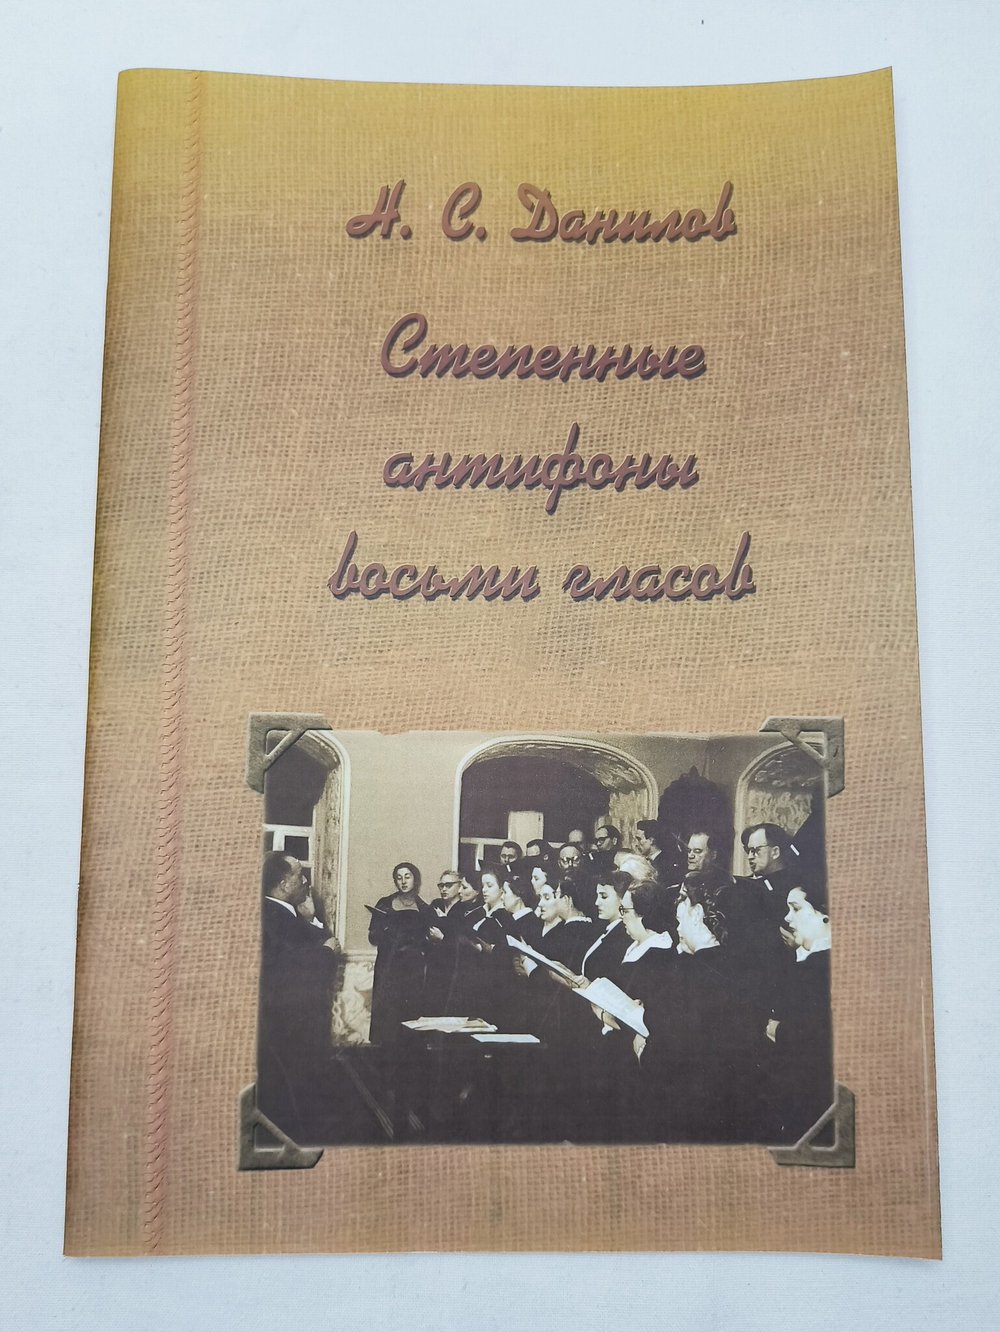 Н. С. Данилов
Степенные
антифоны
восьми гласов